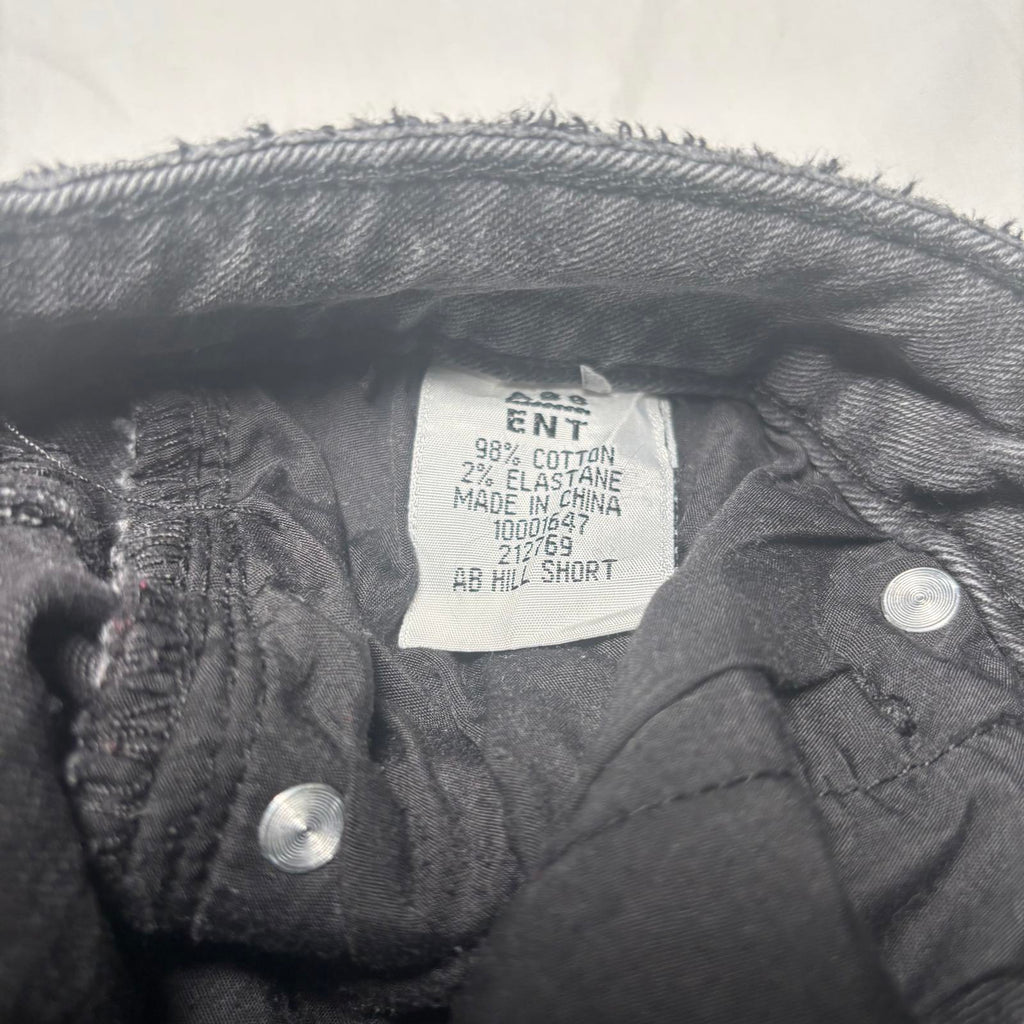 ENT
98% COTTON
2% ELASTANE
MADE IN CHINA
10001647
212769
AB HILL SHORT